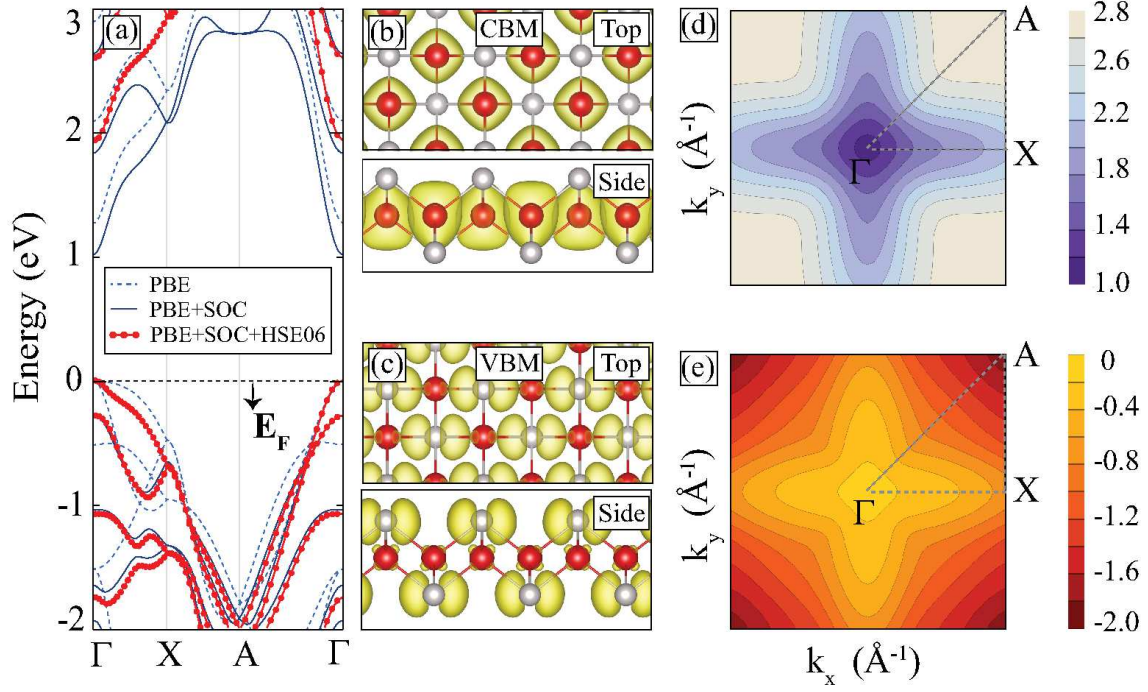 (a)
3
2
1
0
-1
-2
Energy (eV)
PBE
PBE+SOC
PBE+SOC+HSE06
E_F
Γ X A Γ
(b) CBM Top
Side
(c) VBM Top
Side
(d)
A
X
Γ
k_y (Å⁻¹)
2.8
2.6
2.2
1.8
1.4
1.0
(e)
A
X
Γ
k_y (Å⁻¹)
k_x (Å⁻¹)
0
-0.4
-0.8
-1.2
-1.6
-2.0